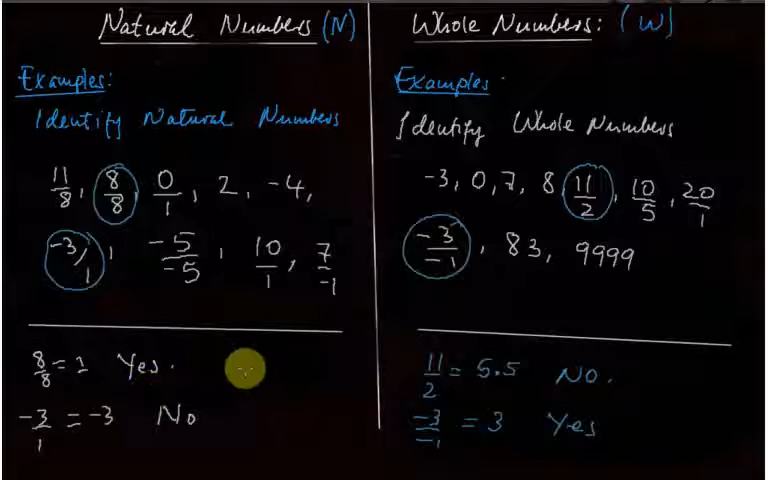 Natural Numbers (N)
Examples:
Identify Natural Numbers
11/8, 8/8, 0/1, 2, -4,
-3/1, -5/-5, 10/1, 7/-1
8/8 = 1 Yes.
-3/1 = -3 No
Whole Numbers: (W)
Examples
Identify Whole Numbers
-3, 0, 7, 8, 11/2, 10/5, 20/1
-3/-1, 83, 9999
11/2 = 5.5 No.
-3/-1 = 3 Yes